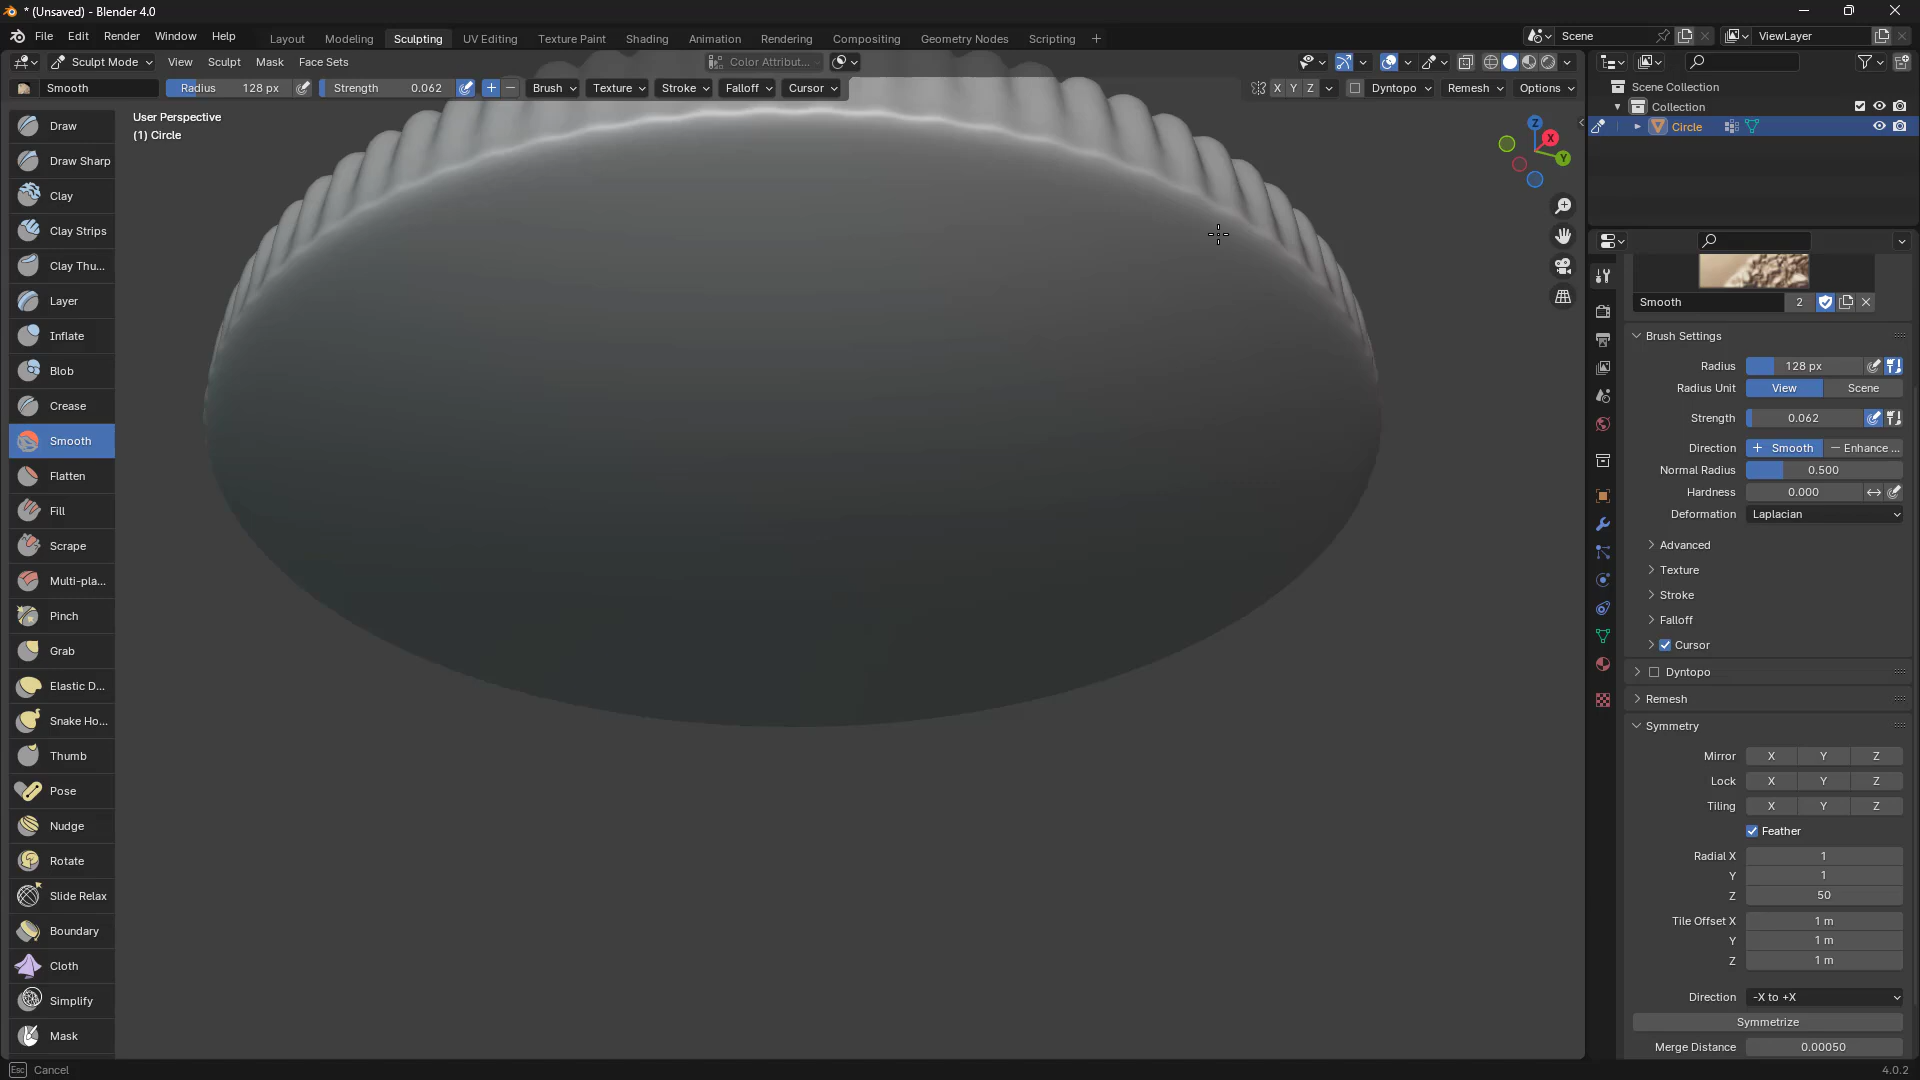 * (Unsaved) - Blender 4.0
File Edit Render Window Help
Layout Modeling Sculpting UV Editing Texture Paint Shading Animation Rendering Compositing Geometry Nodes Scripting +
Scene
ViewLayer
Sculpt Mode View Sculpt Mask Face Sets
Color Attribut...
Smooth Radius 128 px Strength 0.062 Brush Texture Stroke Falloff Cursor
X Y Z Dyntopo Remesh Options
User Perspective
(1) Circle
Draw
Draw Sharp
Clay
Clay Strips
Clay Thu...
Layer
Inflate
Blob
Crease
Smooth
Flatten
Fill
Scrape
Multi-pla...
Pinch
Grab
Elastic D...
Snake Ho...
Thumb
Pose
Nudge
Rotate
Slide Relax
Boundary
Cloth
Simplify
Mask
Z
X
Y
Scene Collection
Collection
Circle
Smooth 2
Brush Settings
Radius 128 px
Radius Unit View Scene
Strength 0.062
Direction + Smooth — Enhance ...
Normal Radius 0.500
Hardness 0.000
Deformation Laplacian
Advanced
Texture
Stroke
Falloff
Cursor
Dyntopo
Remesh
Symmetry
Mirror X Y Z
Lock X Y Z
Tiling X Y Z
Feather
Radial X 1
Y 1
Z 50
Tile Offset X 1 m
Y 1 m
Z 1 m
Direction -X to +X
Symmetrize
Merge Distance 0.00050
Esc Cancel
4.0.2